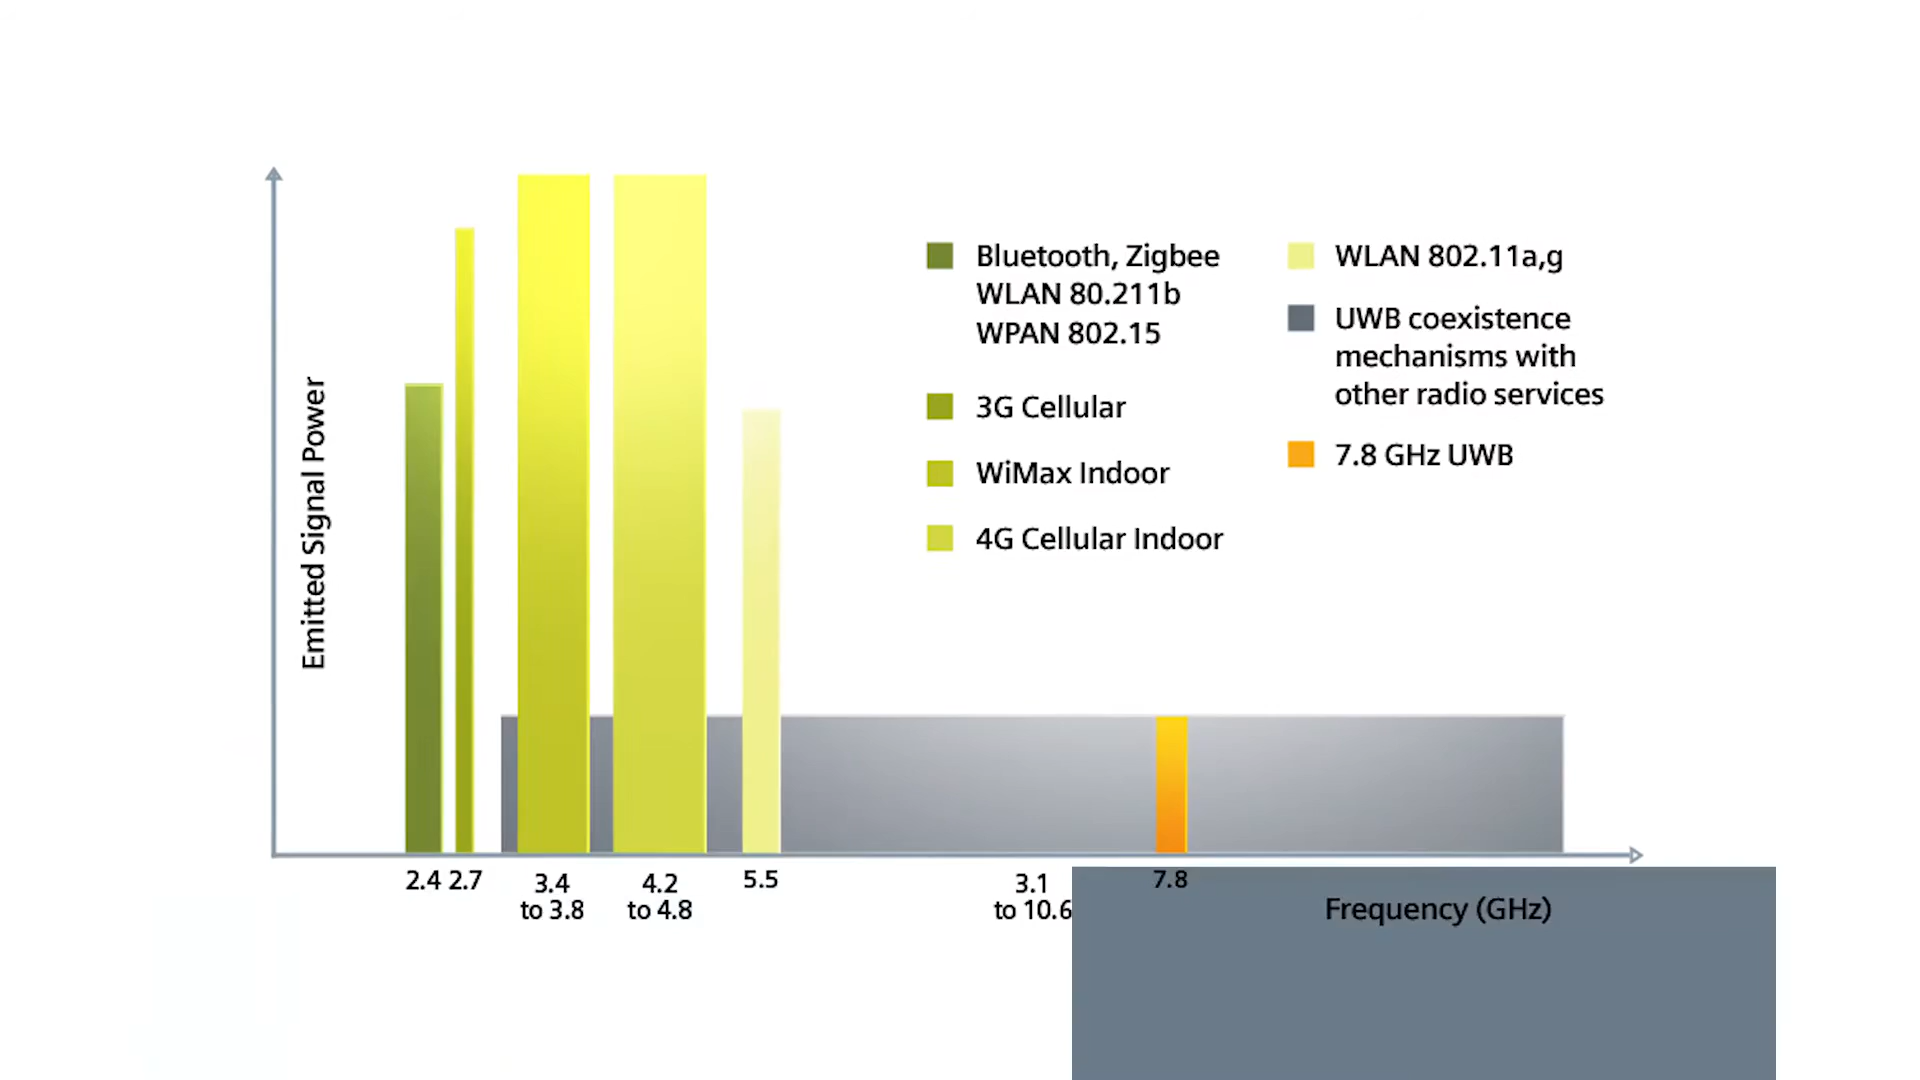 Emitted Signal Power
Bluetooth, Zigbee
WLAN 80.211b
WPAN 802.15
3G Cellular
WiMax Indoor
4G Cellular Indoor
WLAN 802.11a,g
UWB coexistence
mechanisms with
other radio services
7.8 GHz UWB
2.4
2.7
3.4
to 3.8
4.2
to 4.8
5.5
3.1
to 10.6
7.8
Frequency (GHz)